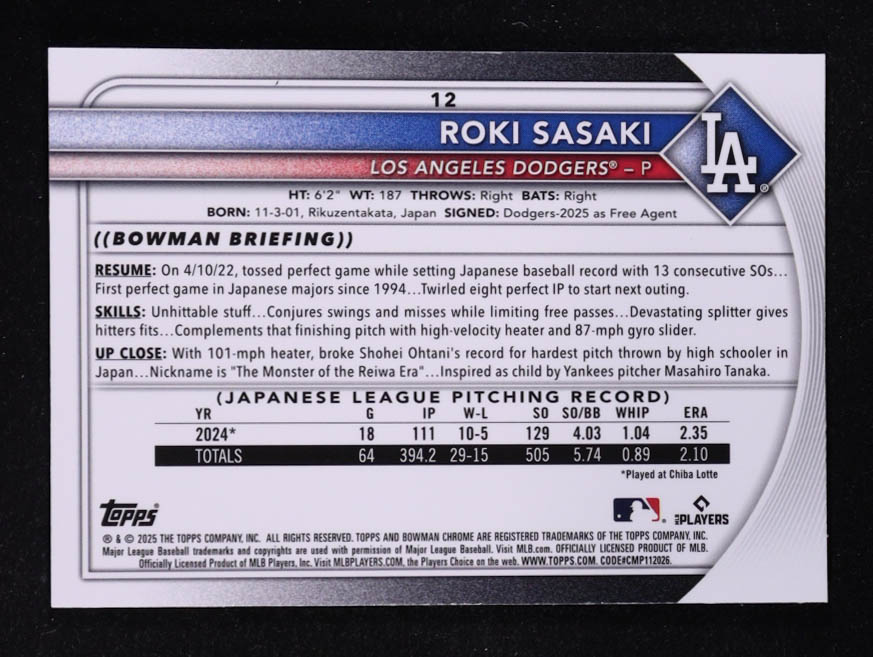 12
ROKI SASAKI
LOS ANGELES DODGERS® – P
LA®
HT: 6'2" WT: 187 THROWS: Right BATS: Right
BORN: 11-3-01, Rikuzentakata, Japan SIGNED: Dodgers-2025 as Free Agent
((BOWMAN BRIEFING))
RESUME: On 4/10/22, tossed perfect game while setting Japanese baseball record with 13 consecutive SOs...
First perfect game in Japanese majors since 1994...Twirled eight perfect IP to start next outing.
SKILLS: Unhittable stuff...Conjures swings and misses while limiting free passes...Devastating splitter gives
hitters fits...Complements that finishing pitch with high-velocity heater and 87-mph gyro slider.
UP CLOSE: With 101-mph heater, broke Shohei Ohtani's record for hardest pitch thrown by high schooler in
Japan...Nickname is "The Monster of the Reiwa Era"...Inspired as child by Yankees pitcher Masahiro Tanaka.
(JAPANESE LEAGUE PITCHING RECORD)
YR G IP W-L SO SO/BB WHIP ERA
2024* 18 111 10-5 129 4.03 1.04 2.35
TOTALS 64 394.2 29-15 505 5.74 0.89 2.10
*Played at Chiba Lotte
topps® MLB PLAYERS
® & © 2025 THE TOPPS COMPANY, INC. ALL RIGHTS RESERVED. TOPPS AND BOWMAN CHROME ARE REGISTERED TRADEMARKS OF THE TOPPS COMPANY, INC.
Major League Baseball trademarks and copyrights are used with permission of Major League Baseball. Visit MLB.com. OFFICIALLY LICENSED PRODUCT OF MLB.
Officially Licensed Product of MLB Players, Inc. Visit MLBPLAYERS.COM, the Players Choice on the web. WWW.TOPPS.COM. CODE#CMP112026.